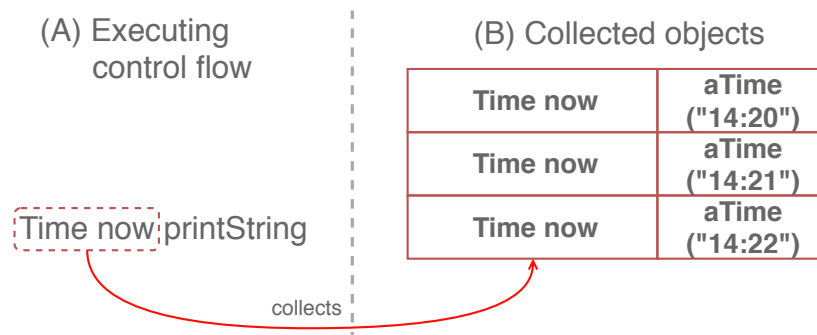 (A) Executing
control flow
(B) Collected objects
Time now
aTime
("14:20")
Time now
aTime
("14:21")
Time now
aTime
("14:22")
Time now printString
collects